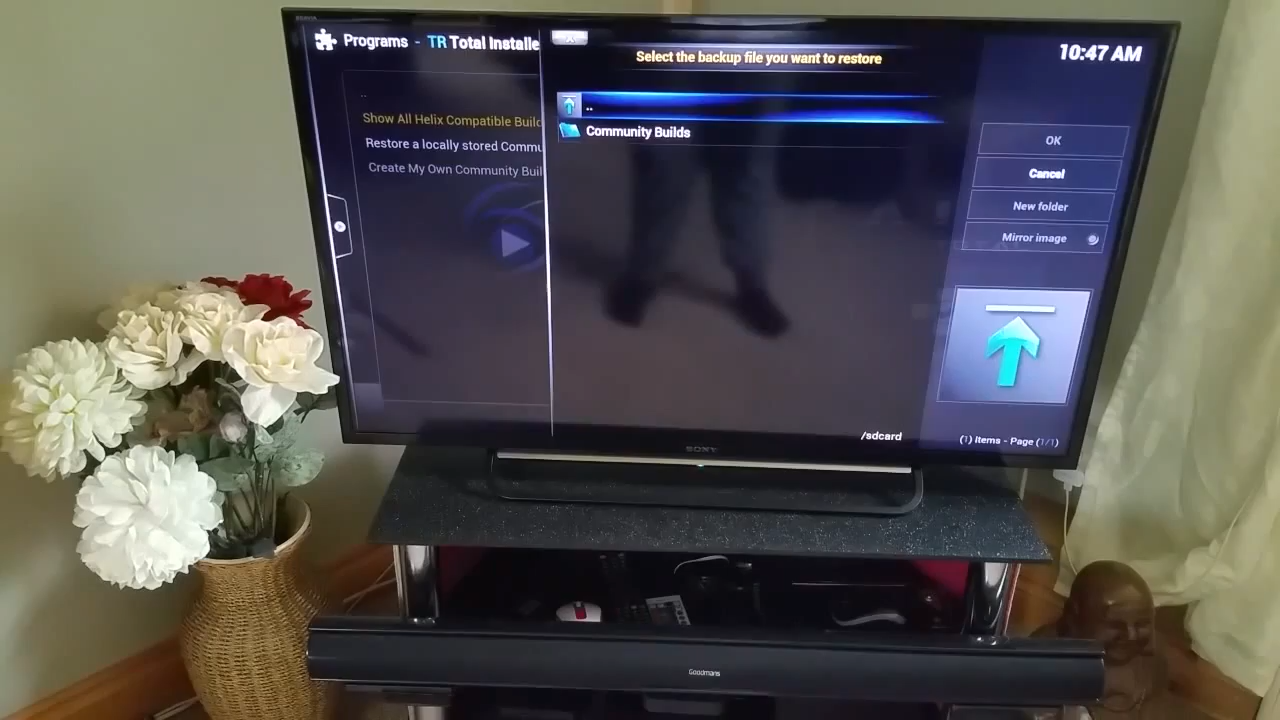 Programs - TR Total Installe
Select the backup file you want to restore
10:47 AM
..
Show All Helix Compatible Build
Restore a locally stored Commu
Create My Own Community Buil
..
Community Builds
OK
Cancel
New folder
Mirror image
/sdcard
(1) Items - Page (1/1)
SONY
Goodmans